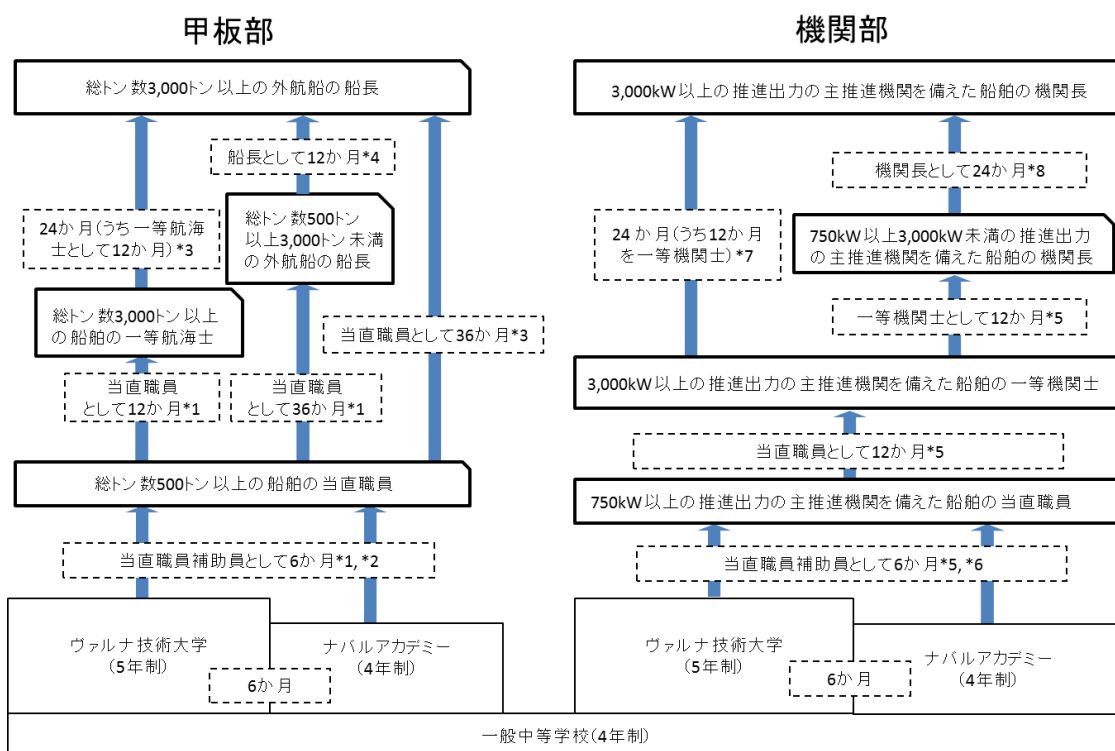 甲板部
総トン数3,000トン以上の外航船の船長
船長として12か月*4
24か月(うち一等航海
士として12か月)*3
総トン数500トン
以上3,000トン未満
の外航船の船長
総トン数3,000トン以上
の船舶の一等航海士
当直職員として36か月*3
当直職員
として12か月*1
当直職員
として36か月*1
総トン数500トン以上の船舶の当直職員
当直職員補助員として6か月*1, *2
ヴァルナ技術大学
(5年制)
ナバルアカデミー
(4年制)
6か月
機関部
3,000kW以上の推進出力の主推進機関を備えた船舶の機関長
機関長として24か月*8
24か月(うち12か月
を一等機関士)*7
750kW以上3,000kW未満の推進出力
の主推進機関を備えた船舶の機関長
一等機関士として12か月*5
3,000kW以上の推進出力の主推進機関を備えた船舶の一等機関士
当直職員として12か月*5
750kW以上の推進出力の主推進機関を備えた船舶の当直職員
当直職員補助員として6か月*5, *6
ヴァルナ技術大学
(5年制)
ナバルアカデミー
(4年制)
6か月
一般中等学校(4年制)